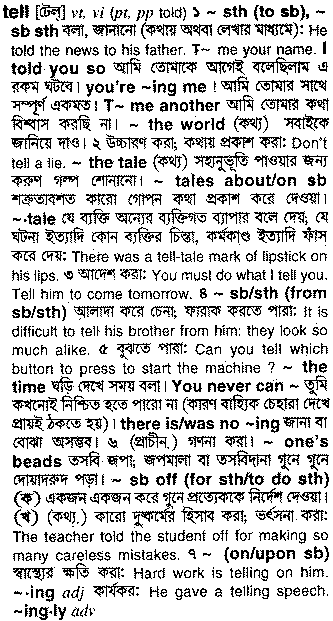 tell [টেল্] vt, vi (pt, pp told) ১ ~ sth (to sb), ~
sb sth বলা, জানানো (কথায় অথবা লেখার মাধ্যমে): He
told the news to his father. T~ me your name. I
told you so আমি তোমাকে আগেই বলেছিলাম এ
রকম ঘটবে। you're ~ing me ! আমি তোমার সাথে
সম্পূর্ণ একমত! T~ me another আমি তোমার কথা
বিশ্বাস করছি না। ~ the world (কথ্য) সবাইকে
জানিয়ে দাও। ২ উচ্চারণ করা; কথায় প্রকাশ করা: Don't
tell a lie. ~ the tale (কথ্য) সহানুভূতি পাওয়ার জন্য
করুণ গল্প শোনানো। ~ tales about/on sb
শত্রুতাবশত কারো গোপন কথা প্রকাশ করে দেওয়া।
~·tale যে ব্যক্তি অন্যের ব্যক্তিগত ব্যাপার বলে দেয়; যে
ঘটনা ইত্যাদি কোন ব্যক্তির চিন্তা, কর্মকাণ্ড ইত্যাদি ফাঁস
করে দেয়: There was a tell-tale mark of lipstick on
his lips. ৩ আদেশ করা: You must do what I tell you.
Tell him to come tomorrow. ৪ ~ sb/sth (from
sb/sth) আলাদা করে চেনা, ফারাক করতে পারা: It is
difficult to tell his brother from him: they look so
much alike. ৫ বুঝতে পারা: Can you tell which
button to press to start the machine ? ~ the
time ঘড়ি দেখে সময় বলা। You never can ~ তুমি
কখনোই নিশ্চিত হতে পারো না (কারণ বাহ্যিক চেহারা দেখে
প্রায়ই ঠকতে হয়)। there is/was no ~ing জানা বা
বোঝা অসম্ভব। ৬ (প্রাচীন.) গণনা করা। ~ one's
beads তসবি জপা; জপমালা বা তসবিদানা গুনে গুনে
দোয়াদরুদ পড়া। ~ sb off (for sth/to do sth)
(ক) একজন একজন করে গুনে প্রত্যেককে নির্দেশ দেওয়া।
(খ) (কথ্য.) কারো দুষ্কর্মের হিসাব করা; ভর্ৎসনা করা:
The teacher told the student off for making so
many careless mistakes. ৭ ~ (on/upon sb)
স্বাস্থ্যের ক্ষতি করা: Hard work is telling on him.
~·ing adj কার্যকর: He gave a telling speech.
~ing·ly adv